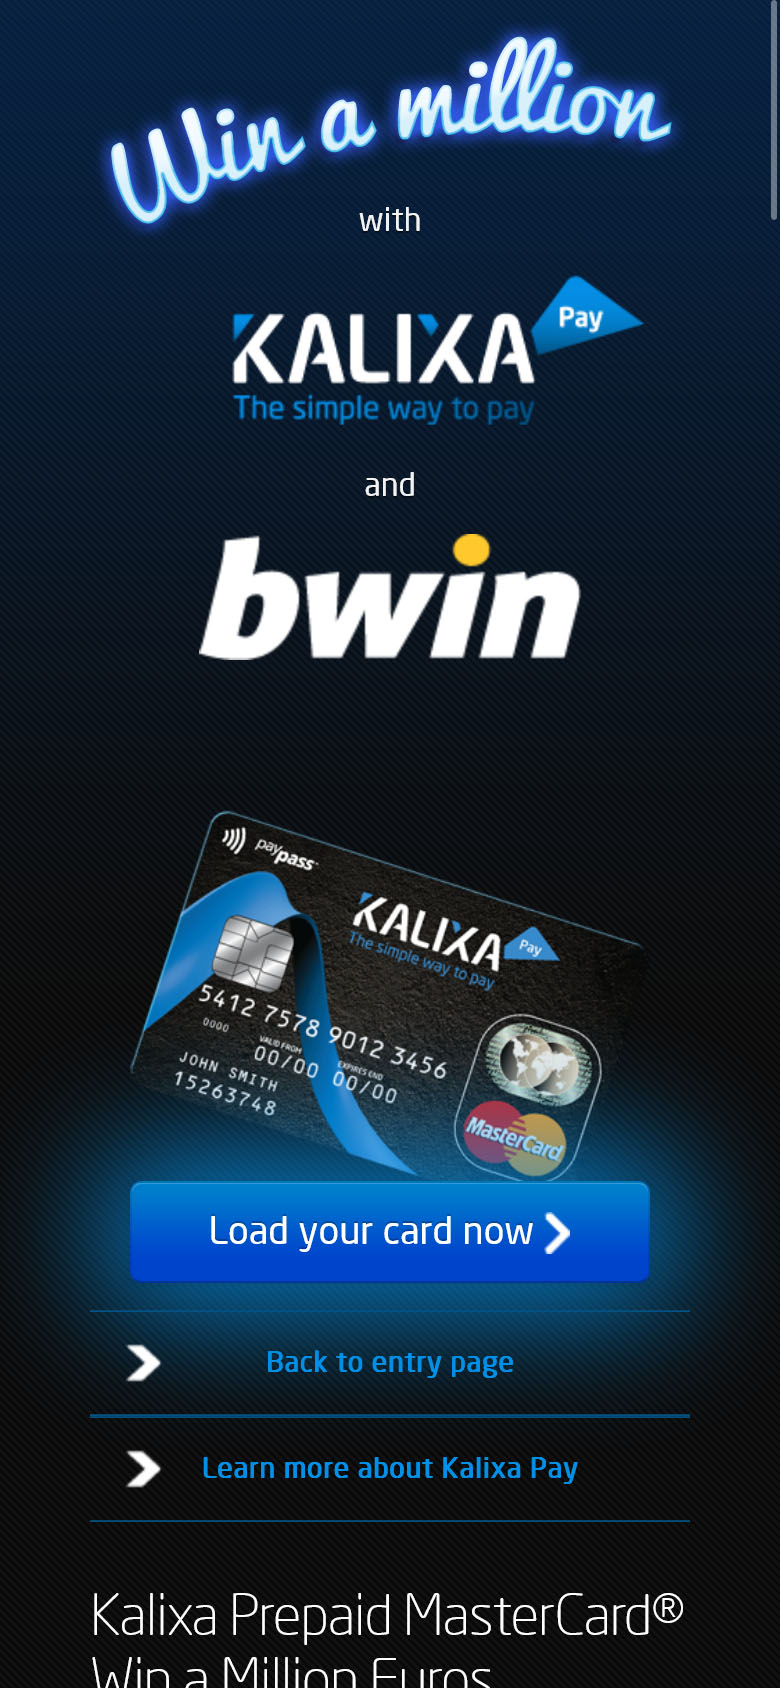 Win a million
with
KALIXA Pay
The simple way to pay
and
bwin
paypass
KALIXA Pay
The simple way to pay
5412 7578 9012 3456
0000
VALID FROM
EXPIRES END
00/00 00/00
JOHN SMITH
15263748
MasterCard
Load your card now
Back to entry page
Learn more about Kalixa Pay
Kalixa Prepaid MasterCard®
Win a Million Euros